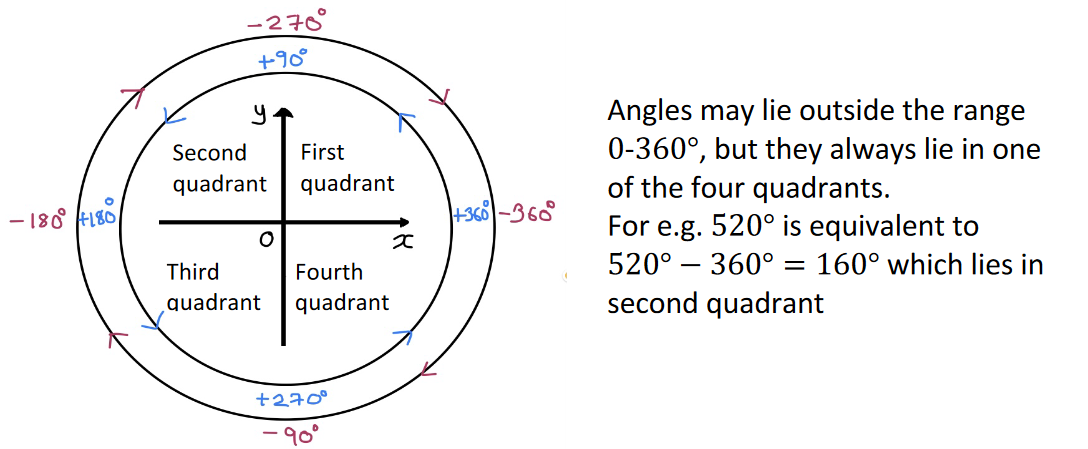 −270°
+90°
y
Second
quadrant
First
quadrant
−180°
+180°
+360°
−360°
O
x
Third
quadrant
Fourth
quadrant
+270°
−90°
Angles may lie outside the range
0-360°, but they always lie in one
of the four quadrants.
For e.g. 520° is equivalent to
520° − 360° = 160° which lies in
second quadrant